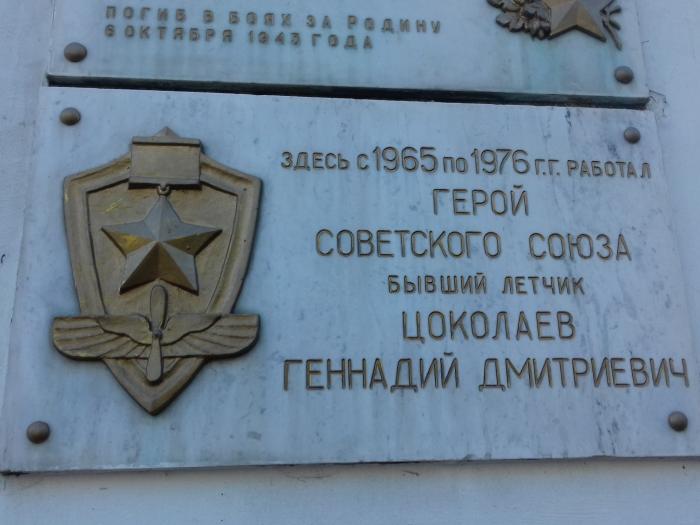 ПОГИБ В БОЯХ ЗА РОДИНУ
6 ОКТЯБРЯ 1943 ГОДА
ЗДЕСЬ С 1965 ПО 1976 Г.Г. РАБОТАЛ
ГЕРОЙ
СОВЕТСКОГО СОЮЗА
БЫВШИЙ ЛЕТЧИК
ЦОКОЛАЕВ
ГЕННАДИЙ ДМИТРИЕВИЧ